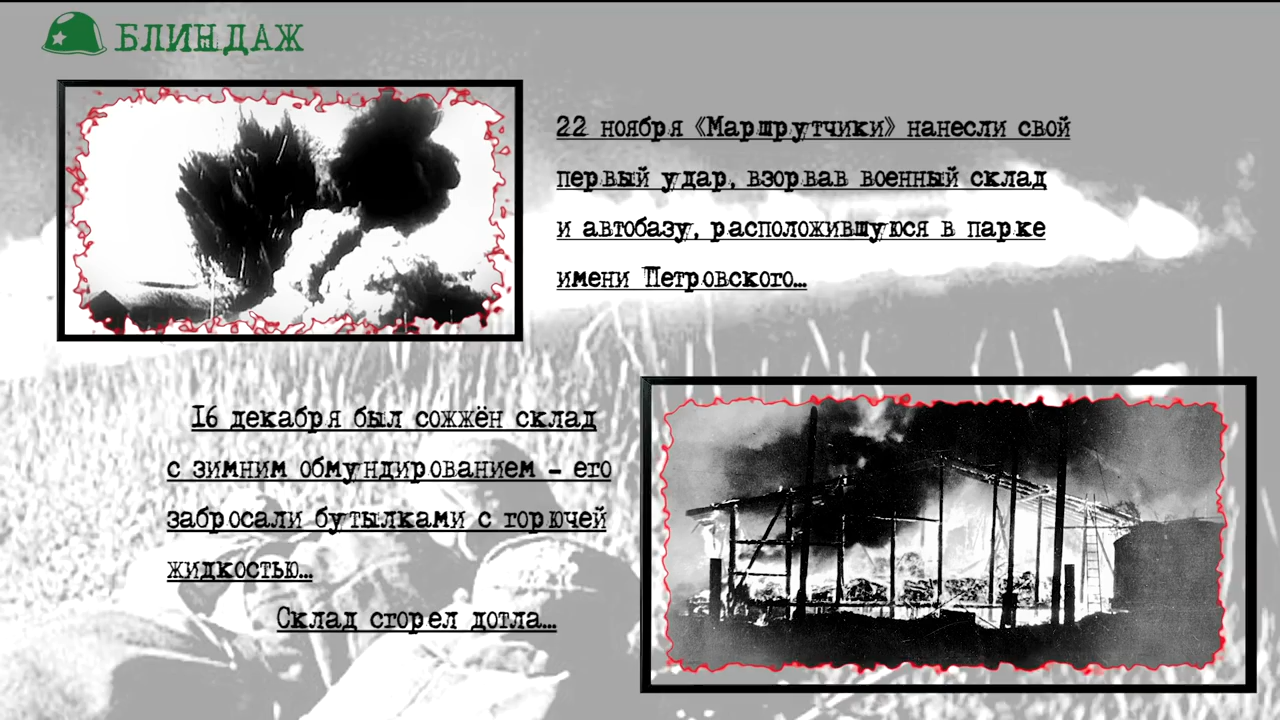 БЛИНДАЖ
22 ноября «Маршрутчики» нанесли свой
первый удар, взорвав военный склад
и автобазу, расположившуюся в парке
имени Петровского...
16 декабря был сожжён склад
с зимним обмундированием – его
забросали бутылками с горючей
жидкостью...
Склад сгорел дотла...